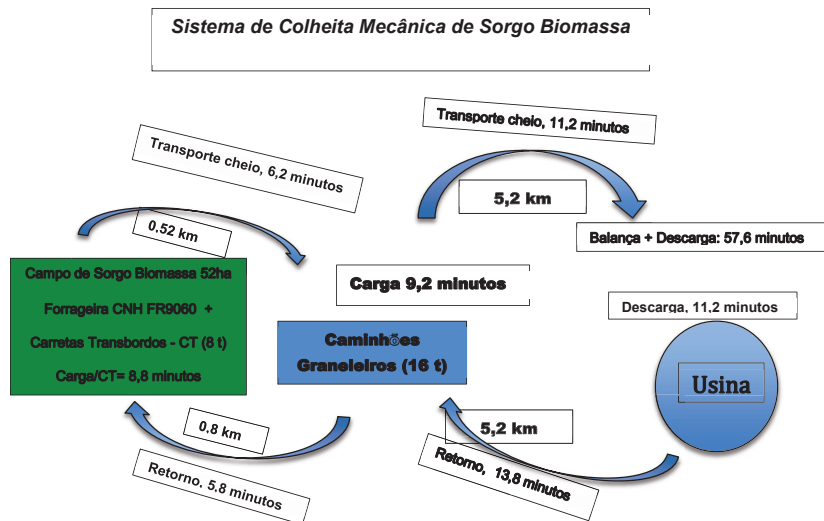 Sistema de Colheita Mecânica de Sorgo Biomassa
Transporte cheio, 11,2 minutos
Transporte cheio, 6,2 minutos
5,2 km
0.52 km
Balança + Descarga: 57,6 minutos
Campo de Sorgo Biomassa 52ha
Forrageira CNH FR9060 +
Carretas Transbordos - CT (8 t)
Carga/CT= 8,8 minutos
Carga 9,2 minutos
Caminhões
Graneleiros (16 t)
Descarga, 11,2 minutos
Usina
0.8 km
5,2 km
Retorno. 5,8 minutos
Retorno, 13,8 minutos